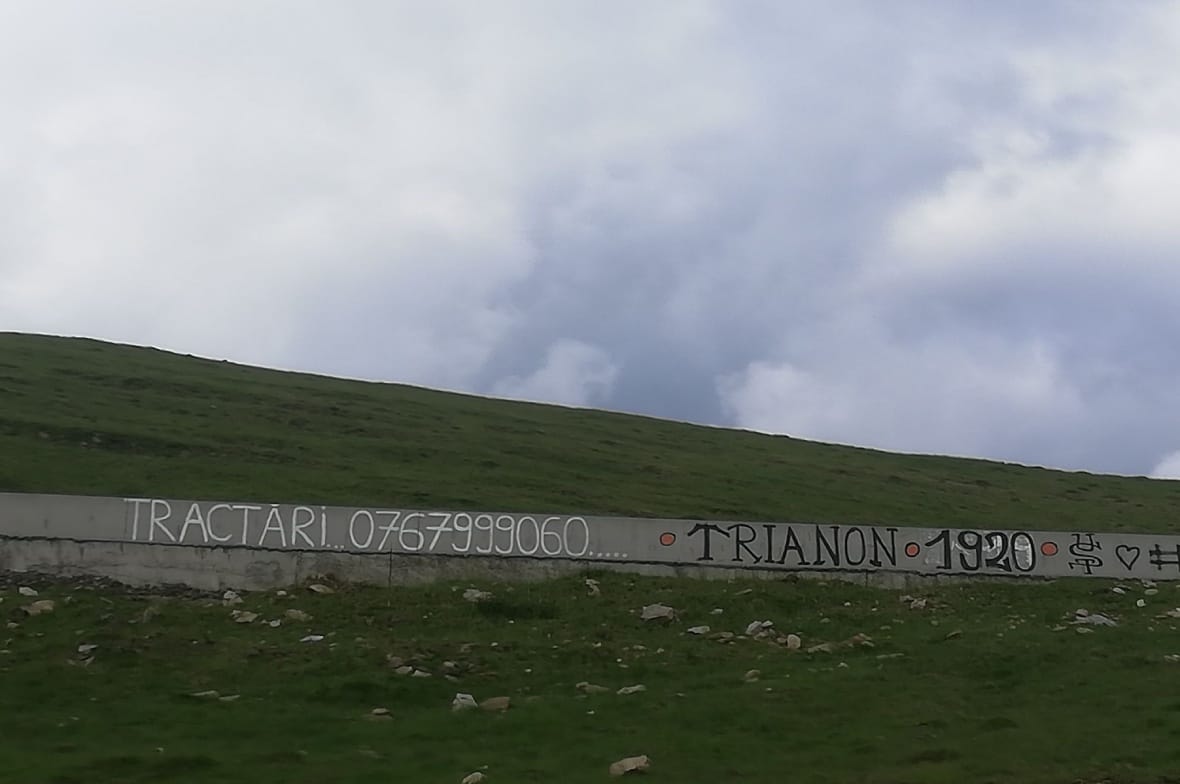 TRACTĂRI...0767999060..... • TRIANON • 1920 • ♡ #